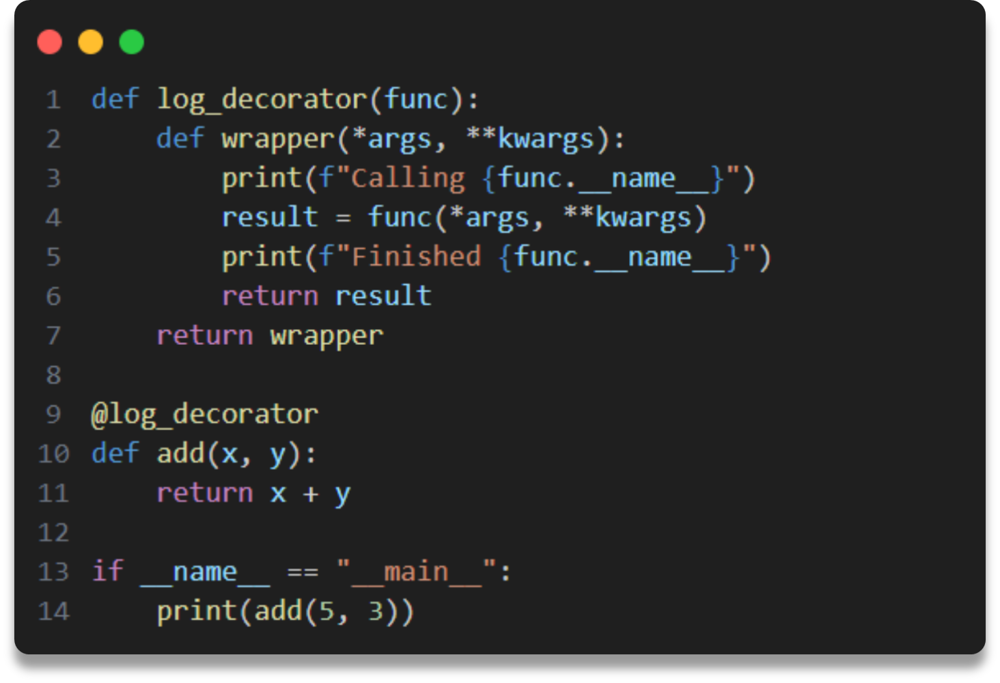 1 def log_decorator(func):
2     def wrapper(*args, **kwargs):
3         print(f"Calling {func.__name__}")
4         result = func(*args, **kwargs)
5         print(f"Finished {func.__name__}")
6         return result
7     return wrapper
8
9 @log_decorator
10 def add(x, y):
11     return x + y
12
13 if __name__ == "__main__":
14     print(add(5, 3))